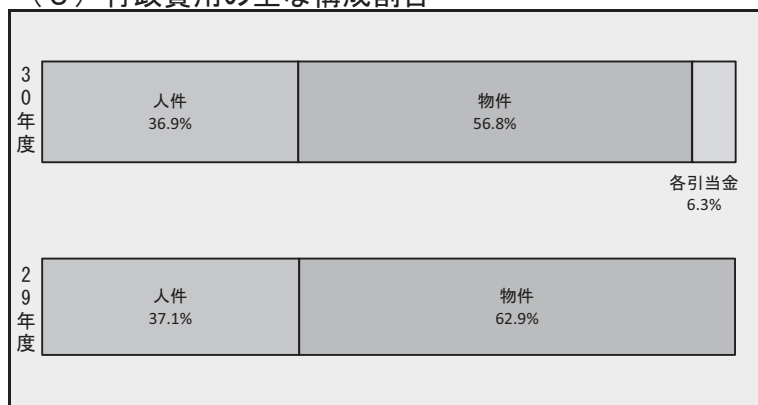 30年度
人件
36.9%
物件
56.8%
各引当金
6.3%
29年度
人件
37.1%
物件
62.9%